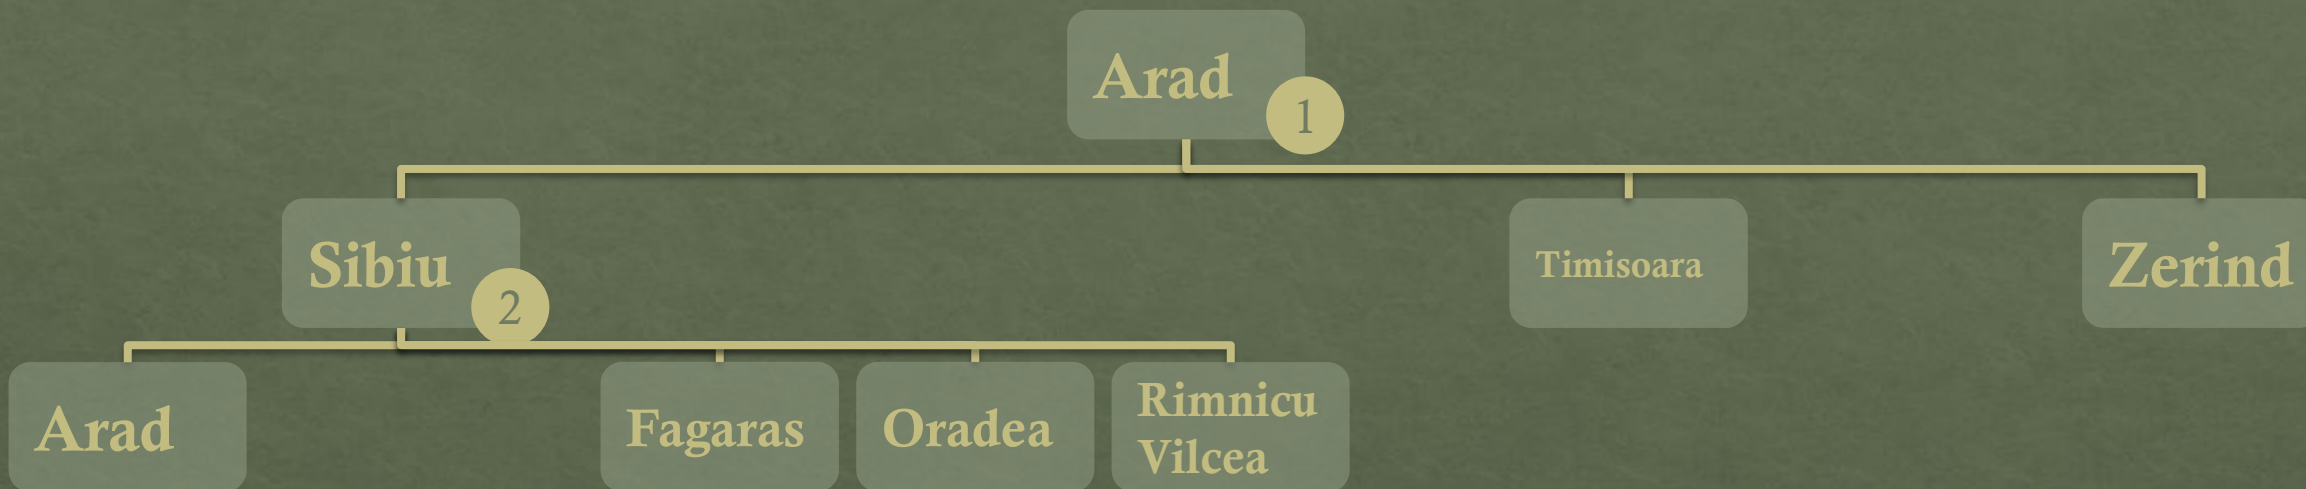 Arad
1
Sibiu
2
Timisoara
Zerind
Arad
Fagaras
Oradea
Rimnicu
Vilcea